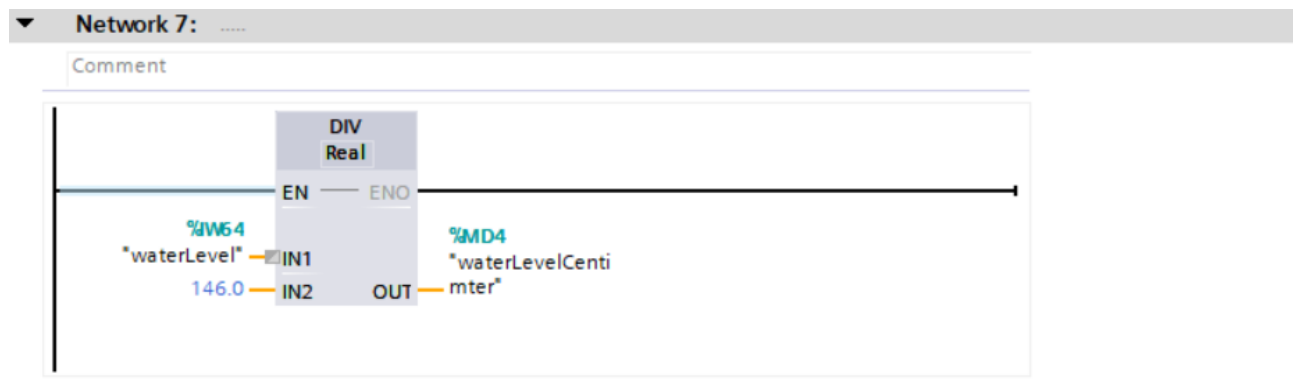 Network 7: .....
Comment
DIV
Real
EN ENO
%IW64
"waterLevel" IN1
146.0 IN2 OUT
%MD4
"waterLevelCenti
mter"